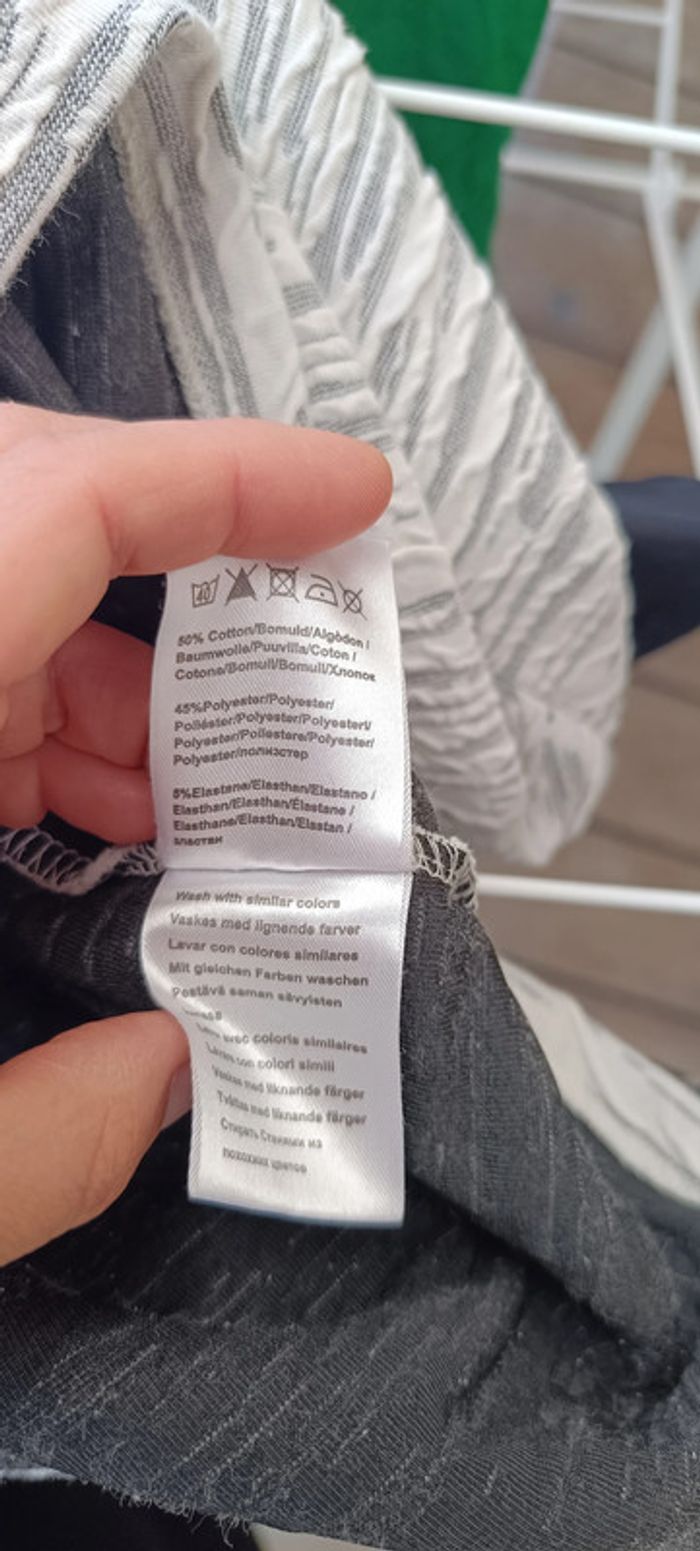 40
50% Cotton/Bomuld/Algodon /
Baumwolle/Puuvilla/Coton /
Cotone/Bomull/Bomull/Хлопок
45%Polyester/Polyester/
Poliéster/Polyester/Polyesteri/
Polyester/Poliestere/Polyester/
Polyester/полиэстер
5%Elastane/Elasthan/Elastano /
Elasthan/Elasthan/Élastane /
Elasthane/Elasthan/Elastan /
эластан
Wash with similar colors
Vaskes med lignende farver
Lavar con colores similares
Mit gleichen Farben waschen
Pestävä saman sävyisten
avec coloris similaires
con colori simili
Vaskes med liknande färger
Tvättas med liknande färger
Стирать Станими из
похожих цветов